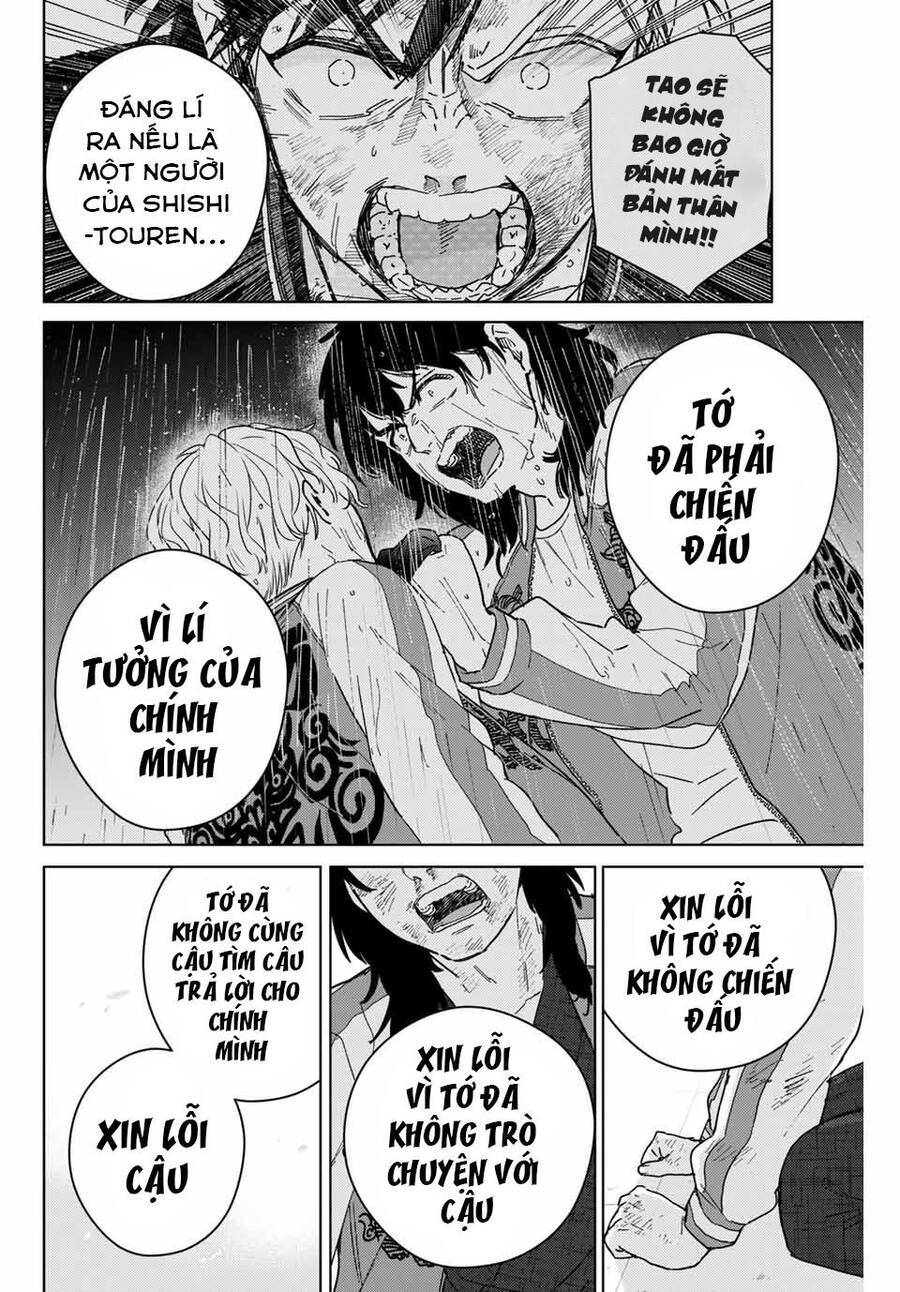 TAO SẼ
KHÔNG
BAO GIỜ
ĐÁNH MẤT
BẢN THÂN
MÌNH!!
ĐÁNG LÍ
RA NẾU LÀ
MỘT NGƯỜI
CỦA SHISHI
-TOUREN...
TỚ
ĐÃ PHẢI
CHIẾN
ĐẤU
VÌ LÍ
TƯỞNG CỦA
CHÍNH
MÌNH
XIN LỖI
VÌ TỚ ĐÃ
KHÔNG CHIẾN
ĐẤU
XIN LỖI
VÌ TỚ ĐÃ
KHÔNG TRÒ
CHUYỆN VỚI
CẬU
TỚ ĐÃ
KHÔNG CÙNG
CẬU TÌM CÂU
TRẢ LỜI CHO
CHÍNH
MÌNH
XIN LỖI
CẬU